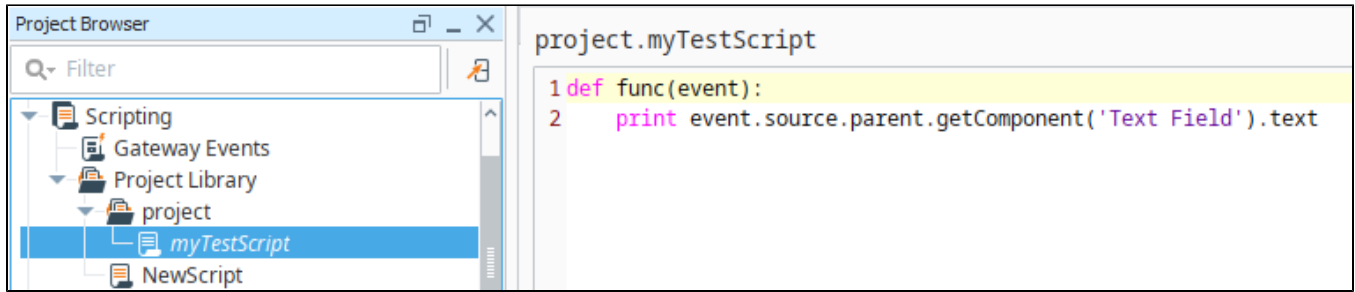 Project Browser
Filter
Scripting
Gateway Events
Project Library
project
myTestScript
NewScript
project.myTestScript
1 def func(event):
2     print event.source.parent.getComponent('Text Field').text